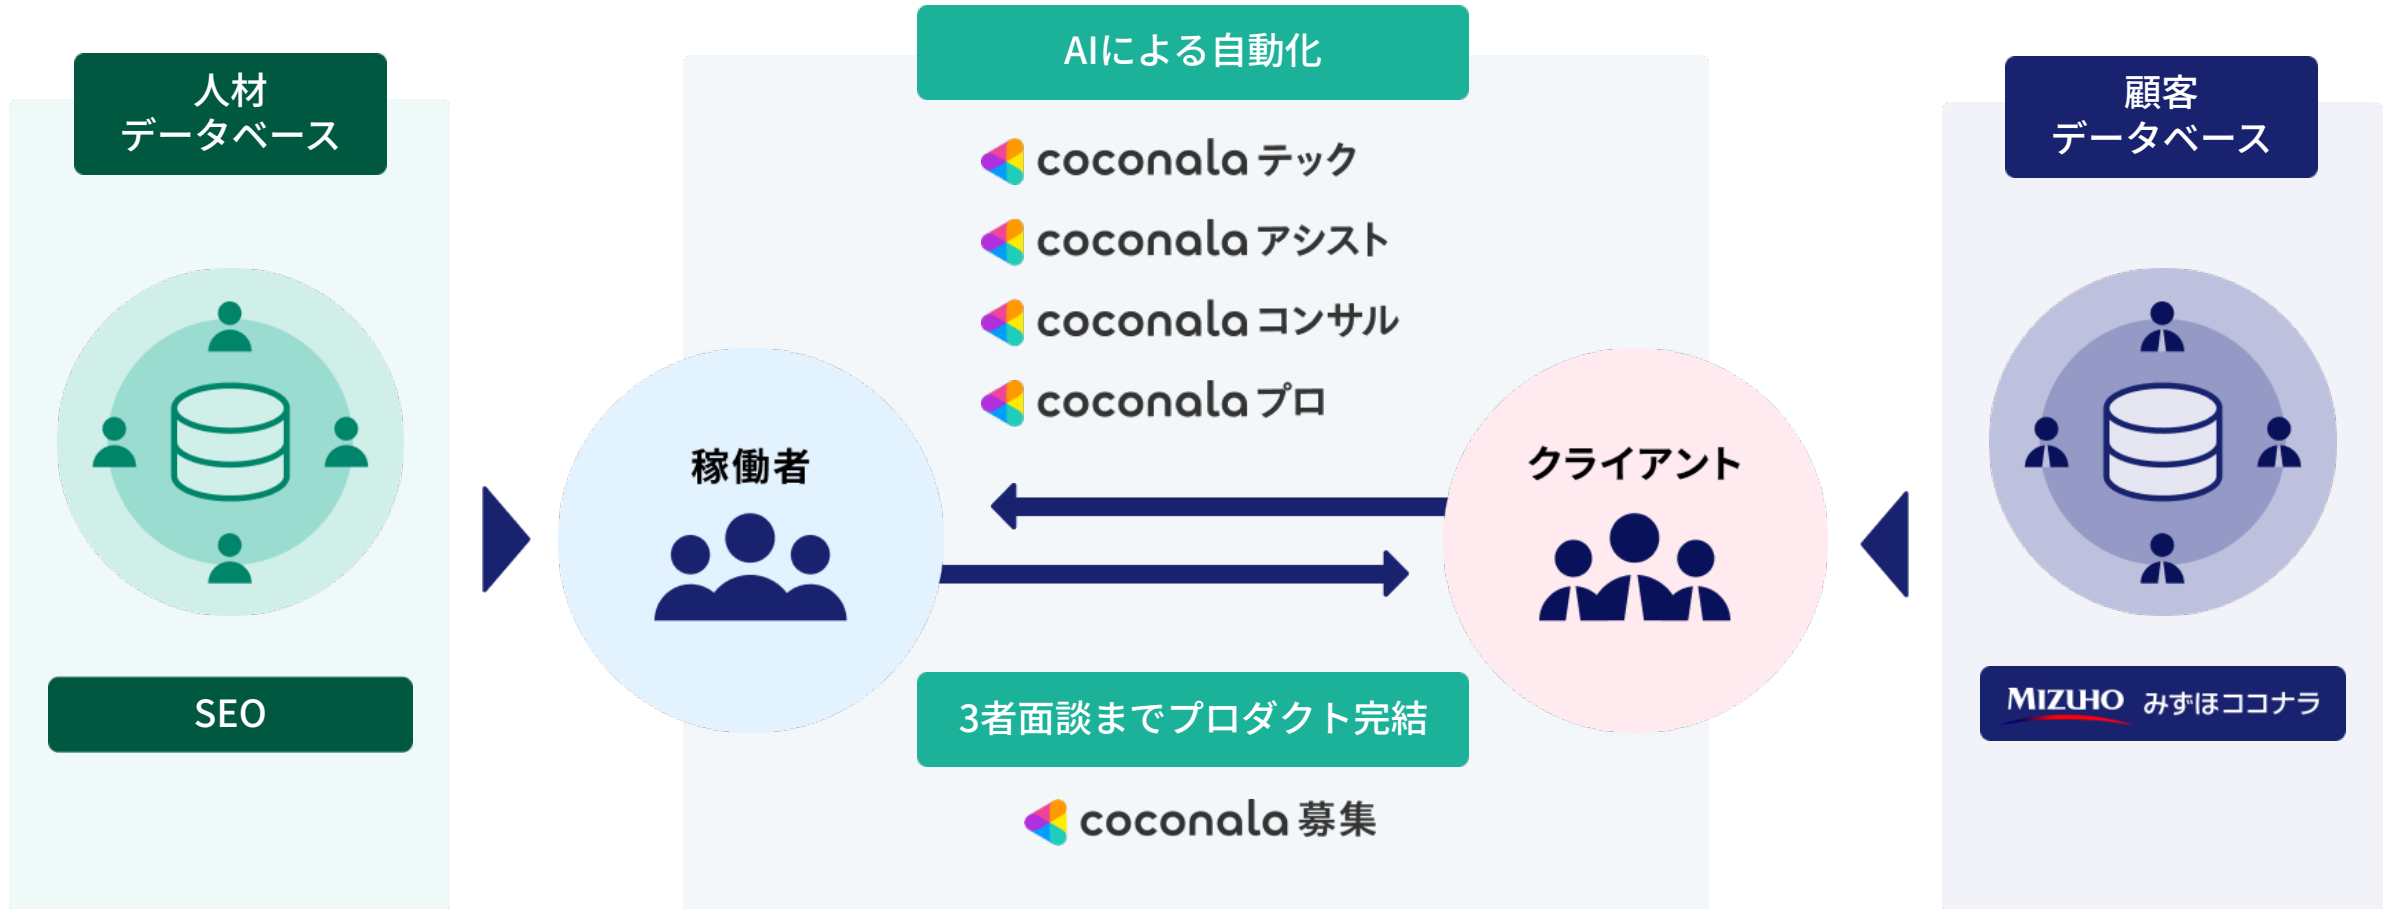 人材
データベース
SEO
AIによる自動化
coconala テック
coconala アシスト
coconala コンサル
coconala プロ
稼働者
クライアント
3者面談までプロダクト完結
coconala 募集
顧客
データベース
MIZUHO みずほココナラ